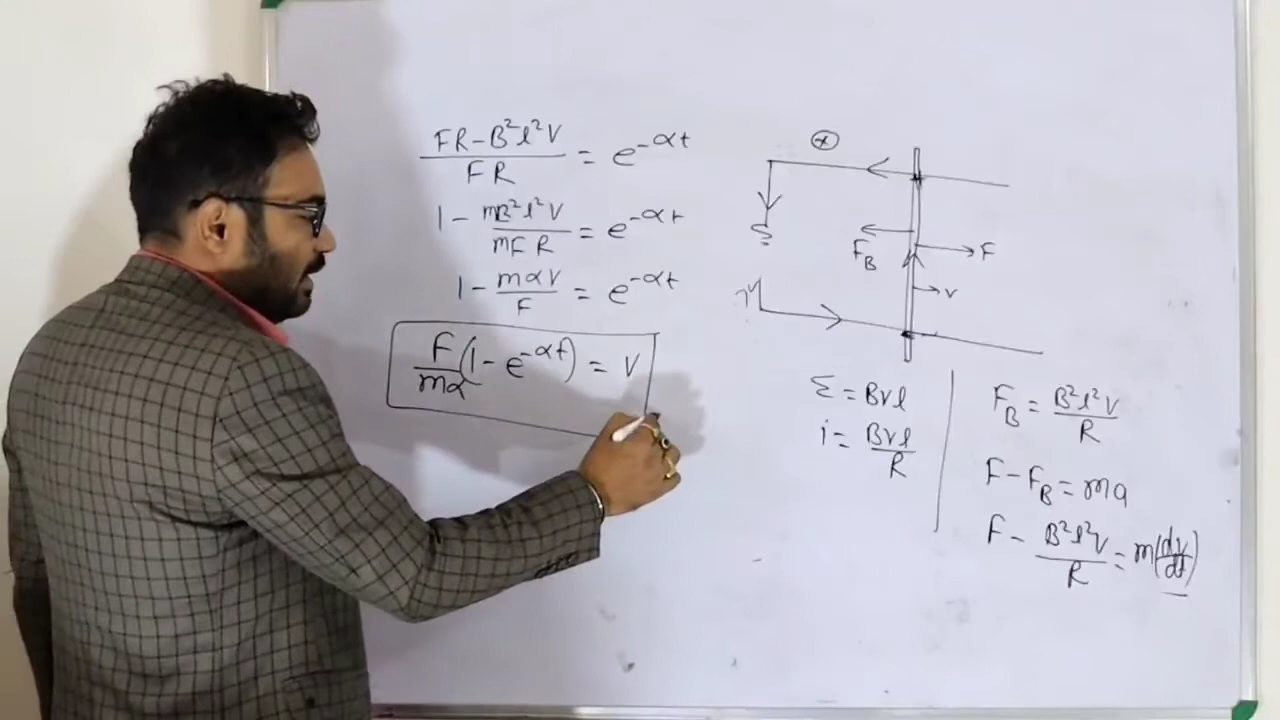 FR - B²l²V / FR = e^-αt
1 - mB²l²V / mFR = e^-αt
1 - mαV / F = e^-αt
F / mα (1 - e^-αt) = V
F_B
F
v
Σ = Bvl
i = Bvl / R
F_B = B²l²V / R
F - F_B = ma
F - B²l²V / R = m(dv / dt)